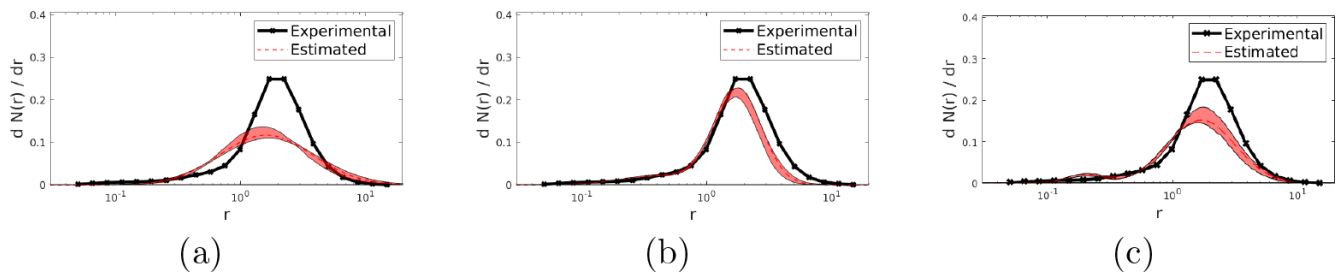 0.4
0.3
0.2
0.1
0
d N(r) / dr
10⁻¹
10⁰
10¹
r
Experimental
Estimated
(a)
0.4
0.3
0.2
0.1
0
d N(r) / dr
10⁻¹
10⁰
10¹
r
Experimental
Estimated
(b)
0.4
0.3
0.2
0.1
0
d N(r) / dr
10⁻¹
10⁰
10¹
r
Experimental
Estimated
(c)